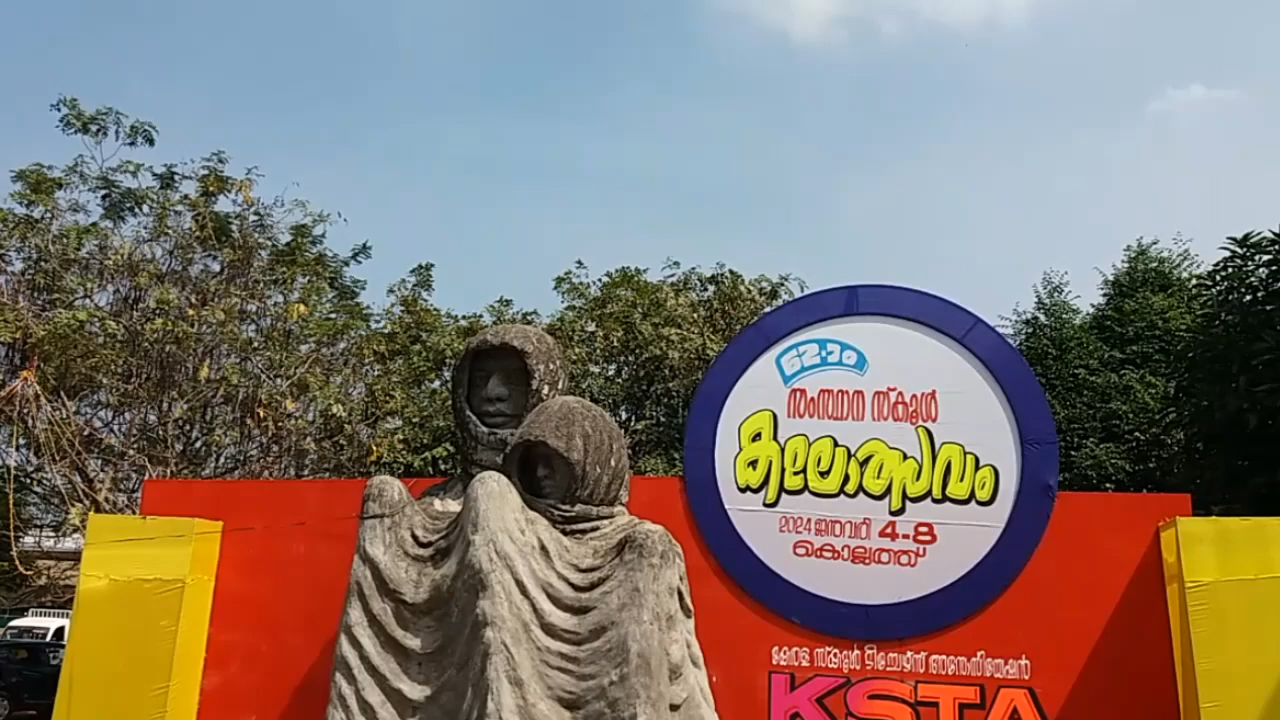 62-ാം
സംസ്ഥാന സ്കൂൾ
കലോത്സവം
2024 ജനുവരി 4-8
കൊല്ലത്ത്
കേരള സ്കൂൾ ടീച്ചേഴ്സ് അസോസിയേഷൻ
KSTA